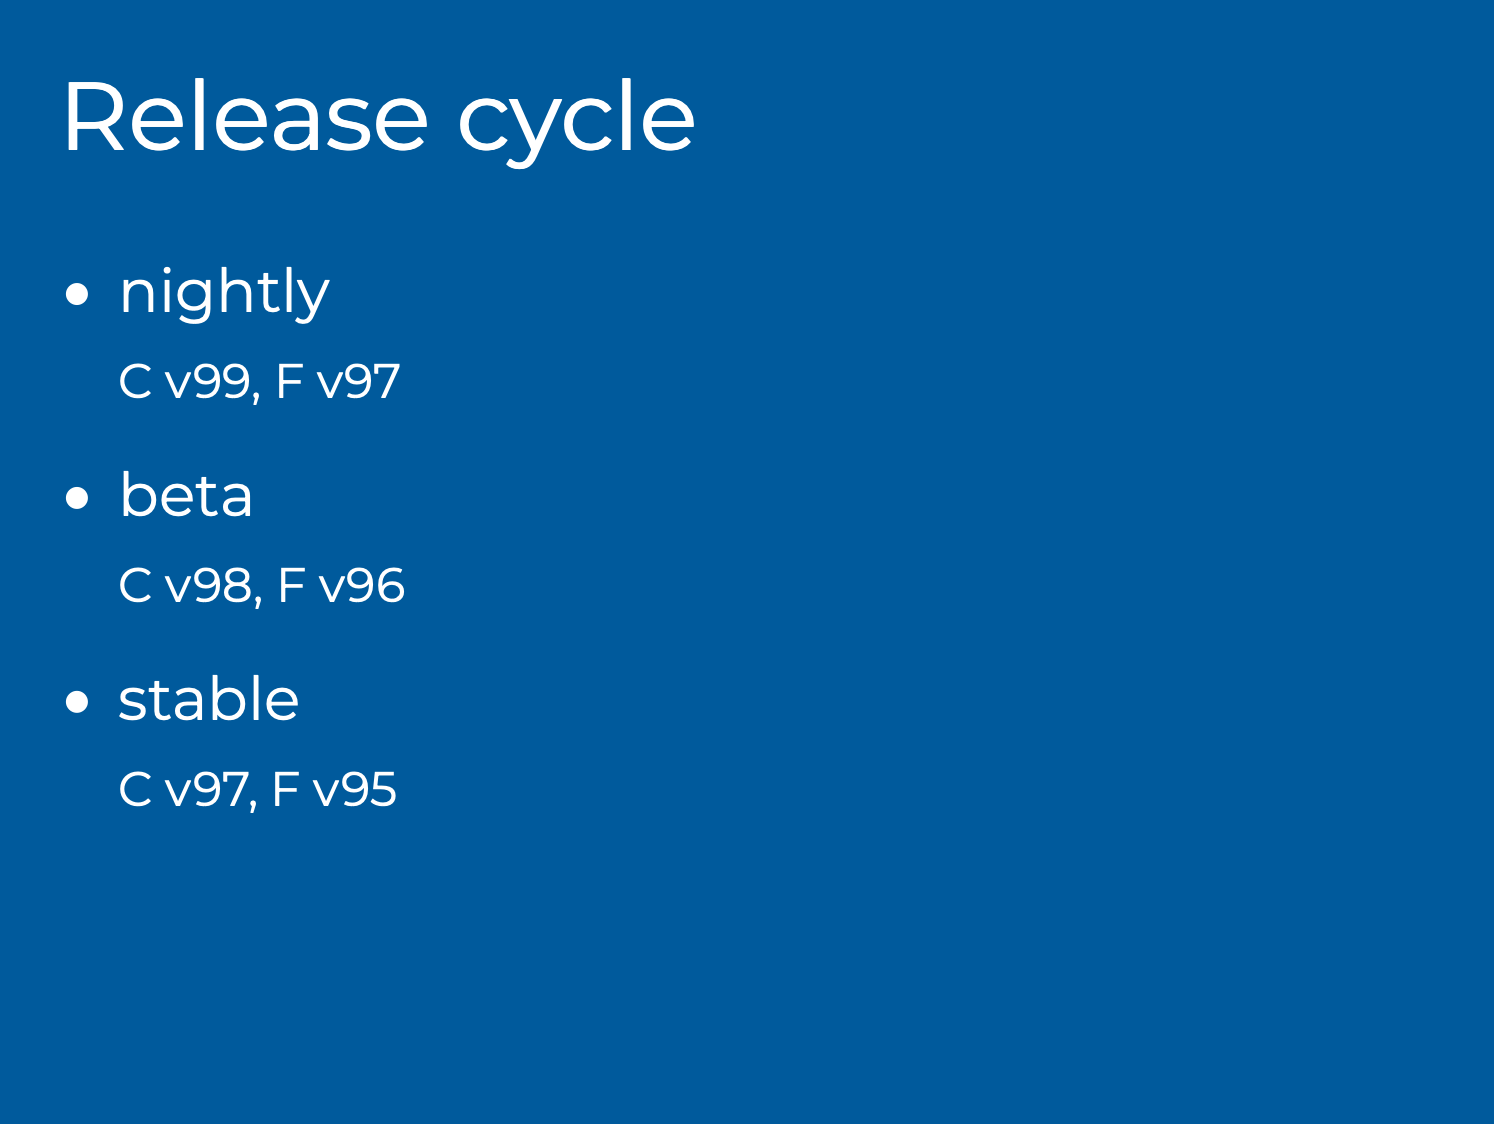 Release cycle
• nightly
C v99, F v97
• beta
C v98, F v96
• stable
C v97, F v95